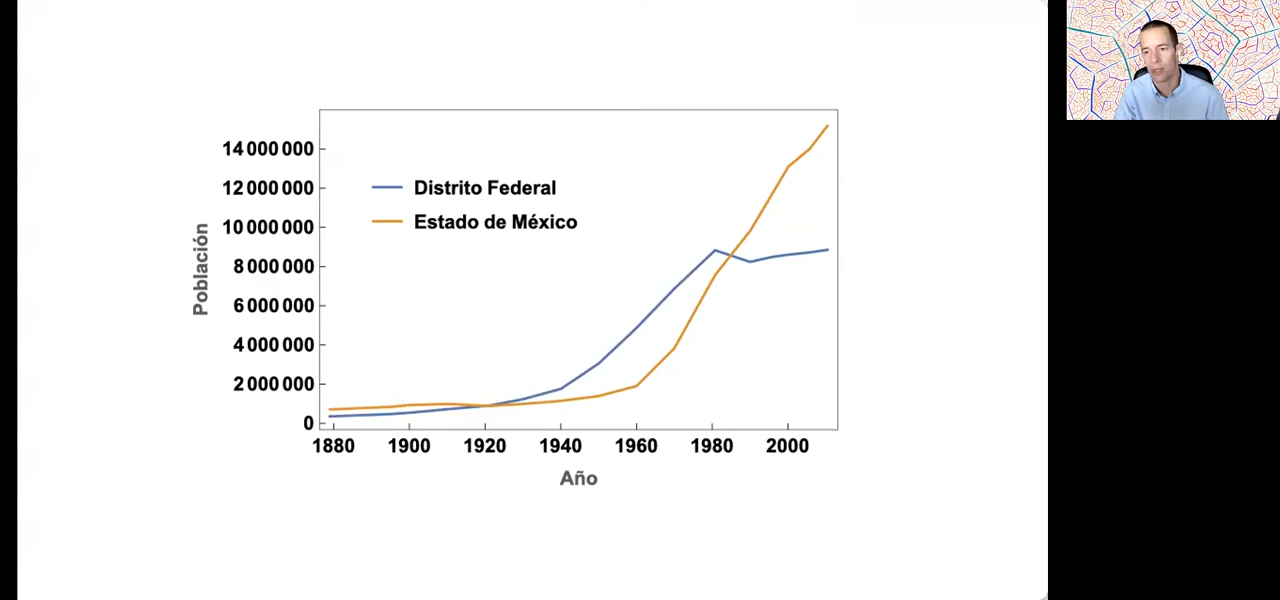 14 000 000
12 000 000
10 000 000
8 000 000
6 000 000
4 000 000
2 000 000
0
Población
Distrito Federal
Estado de México
1880 1900 1920 1940 1960 1980 2000
Año